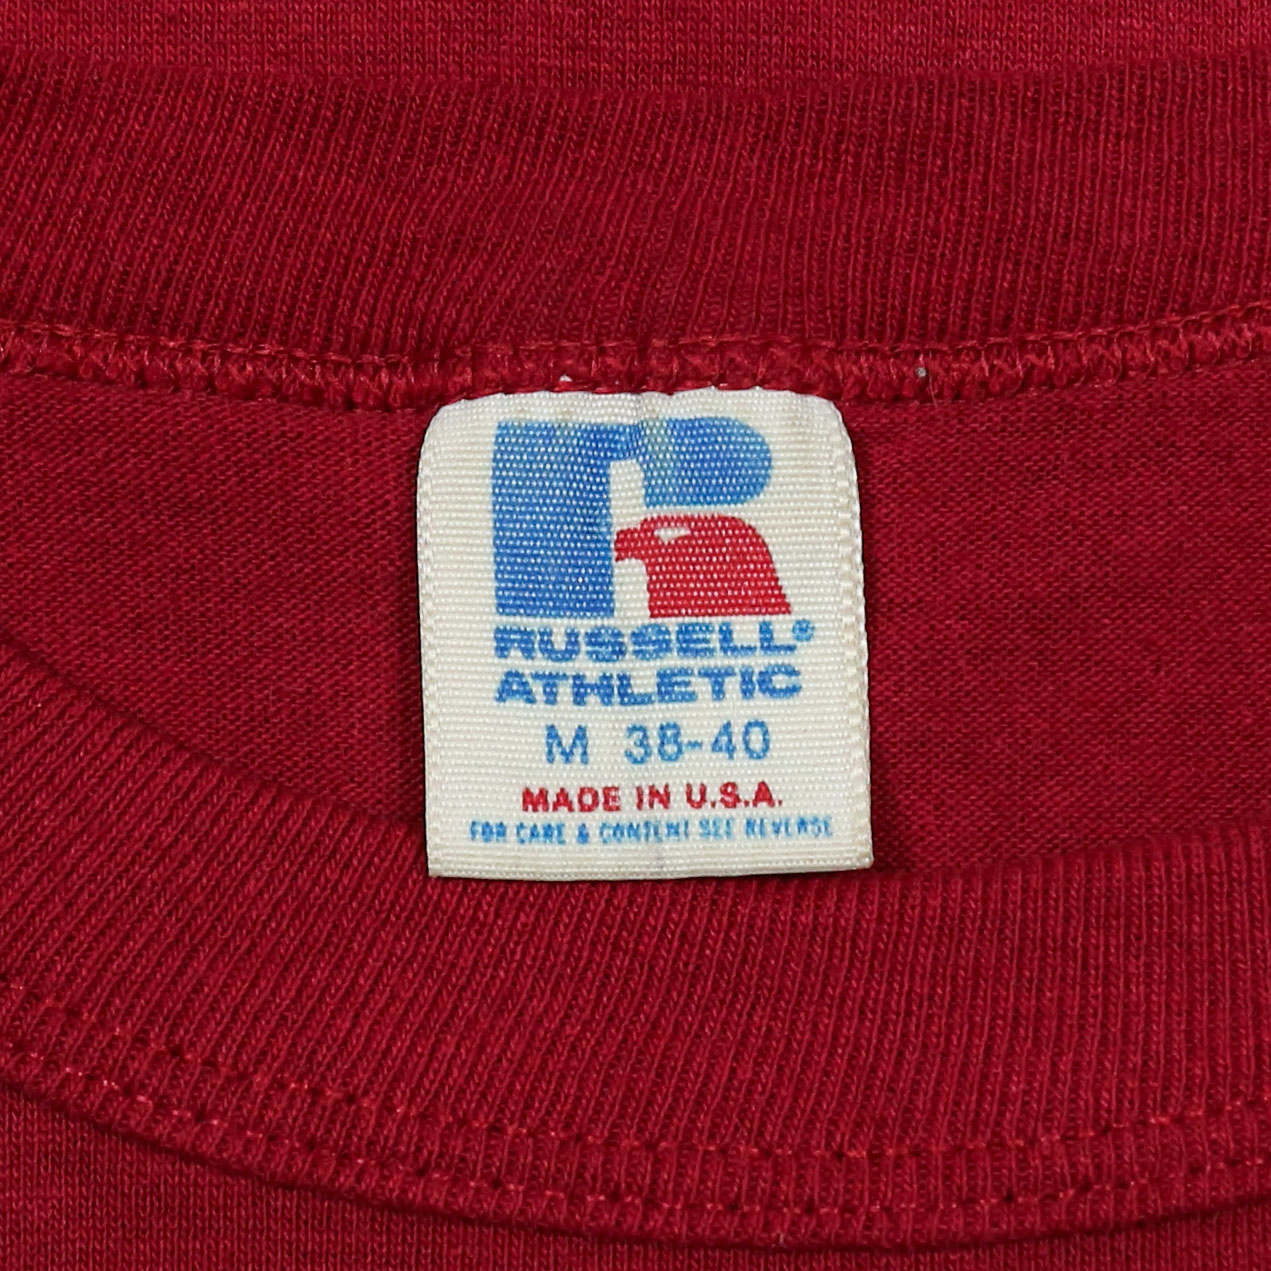 RUSSELL®
ATHLETIC
M 38-40
MADE IN U.S.A.
FOR CARE & CONTENT SEE REVERSE